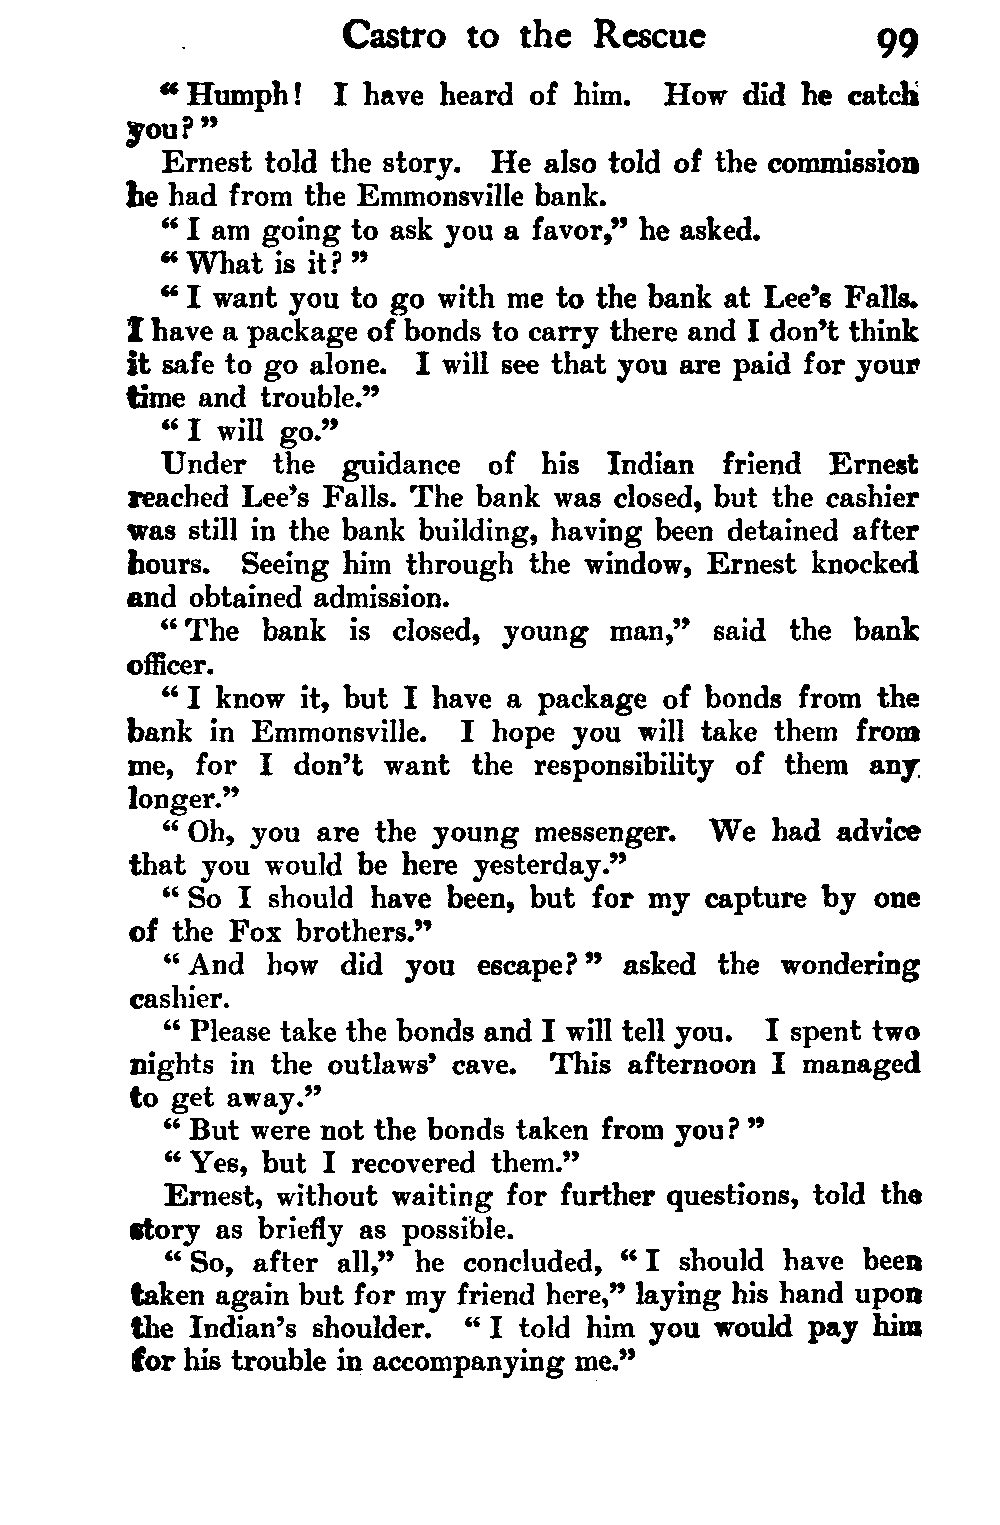 Castro to the Rescue 99
“Humph! I have heard of him. How did he catch
you?”
Ernest told the story. He also told of the commission
he had from the Emmonsville bank.
“I am going to ask you a favor,” he asked.
“What is it?”
“I want you to go with me to the bank at Lee’s Falls.
I have a package of bonds to carry there and I don’t think
it safe to go alone. I will see that you are paid for your
time and trouble.”
“I will go.”
Under the guidance of his Indian friend Ernest
reached Lee’s Falls. The bank was closed, but the cashier
was still in the bank building, having been detained after
hours. Seeing him through the window, Ernest knocked
and obtained admission.
“The bank is closed, young man,” said the bank
officer.
“I know it, but I have a package of bonds from the
bank in Emmonsville. I hope you will take them from
me, for I don’t want the responsibility of them any
longer.”
“Oh, you are the young messenger. We had advice
that you would be here yesterday.”
“So I should have been, but for my capture by one
of the Fox brothers.”
“And how did you escape?” asked the wondering
cashier.
“Please take the bonds and I will tell you. I spent two
nights in the outlaws’ cave. This afternoon I managed
to get away.”
“But were not the bonds taken from you?”
“Yes, but I recovered them.”
Ernest, without waiting for further questions, told the
story as briefly as possible.
“So, after all,” he concluded, “I should have been
taken again but for my friend here,” laying his hand upon
the Indian’s shoulder. “I told him you would pay him
for his trouble in accompanying me.”